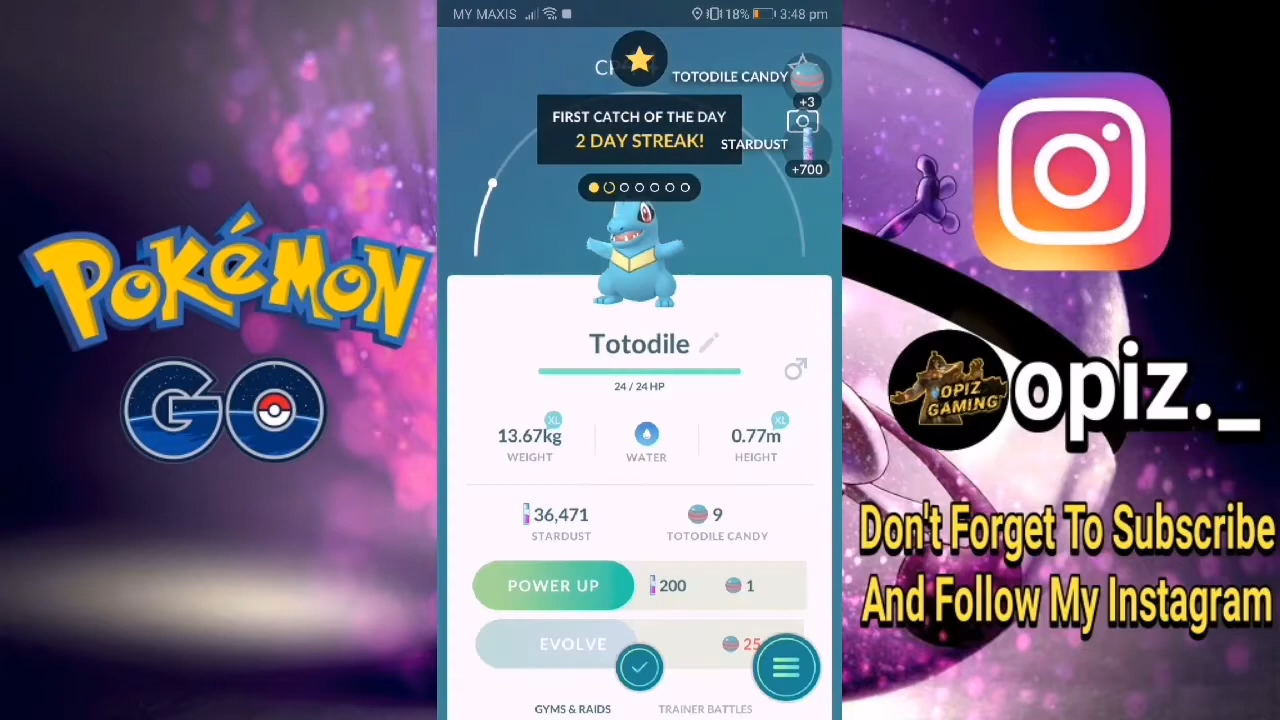 MY MAXIS
18%
3:48 pm
POKéMON
GO
TOTODILE CANDY
+3
FIRST CATCH OF THE DAY
2 DAY STREAK!
STARDUST
+700
Totodile
24 / 24 HP
XL
13.67kg
WEIGHT
WATER
XL
0.77m
HEIGHT
36,471
STARDUST
9
TOTODILE CANDY
POWER UP
200
1
EVOLVE
GYMS & RAIDS
TRAINER BATTLES
OPIZ
GAMING
opiz._
Don't Forget To Subscribe
And Follow My Instagram